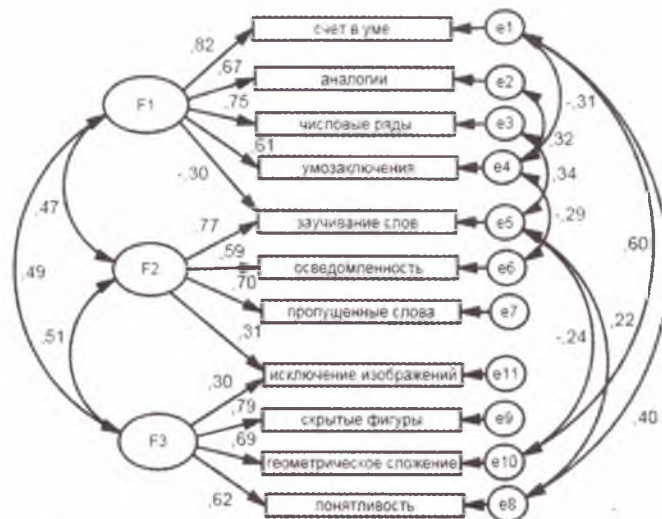 счет в уме
e1
,82
,67
аналогии
e2
-,31
F1
,75
числовые ряды
e3
,32
,61
умозаключения
e4
,34
-,30
,47
,77
заучивание слов
e5
-,29
,59
осведомленность
e6
,60
,49
F2
,70
пропущенные слова
e7
,51
,31
-,24
,22
исключение изображений
e11
,30
,79
скрытые фигуры
e9
,40
F3
,69
геометрическое сложение
e10
,62
понятливость
e8